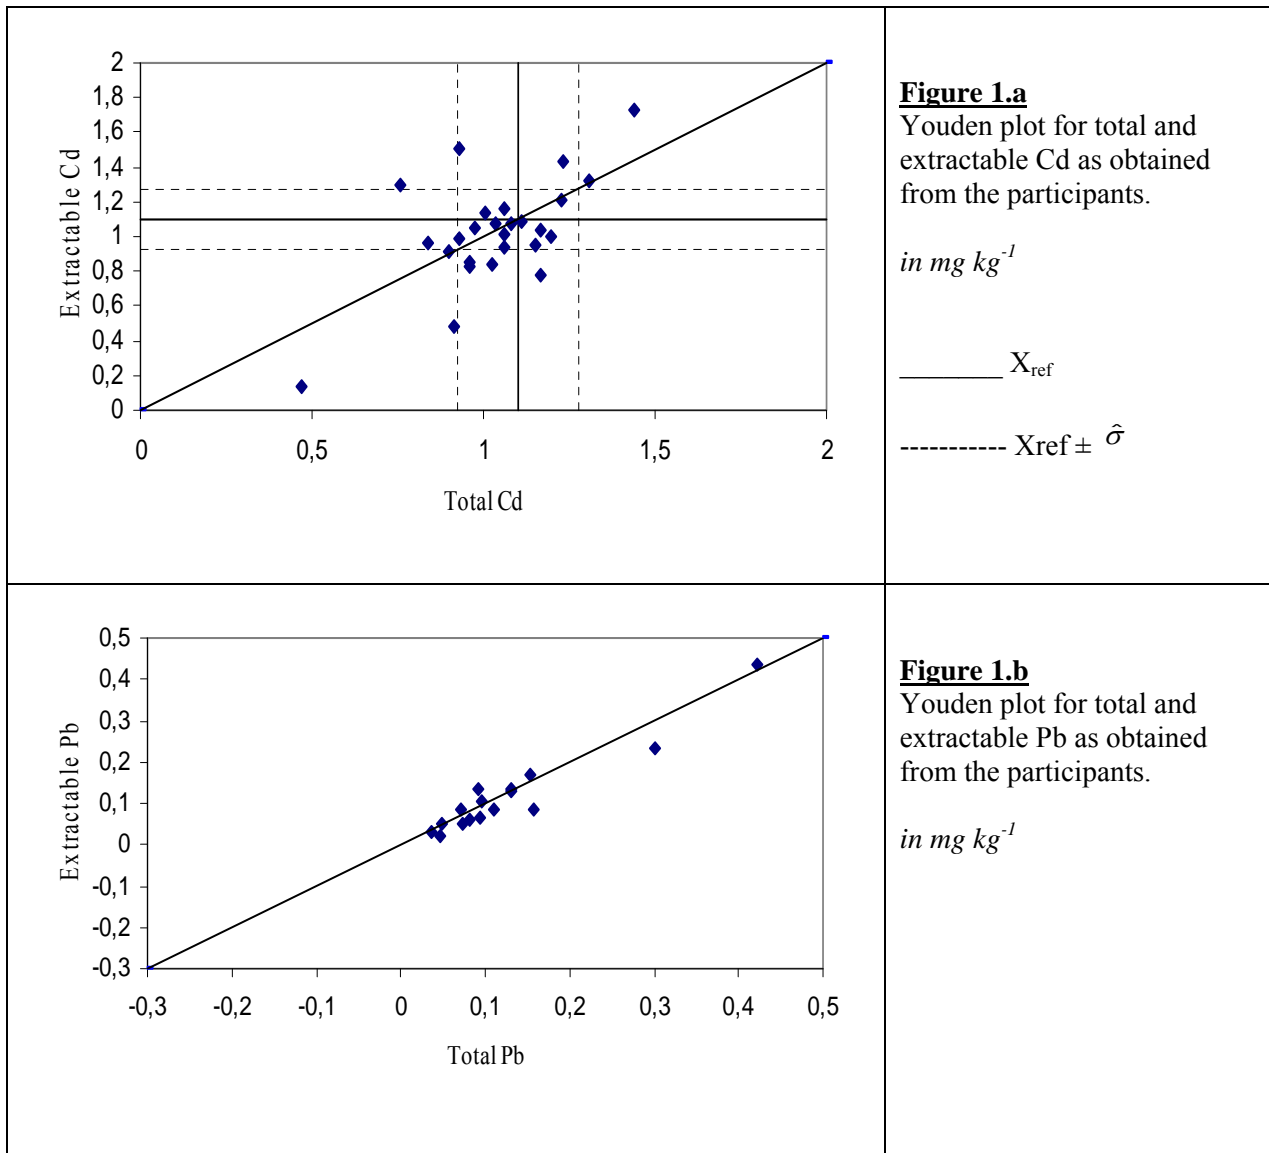 2
1,8
1,6
1,4
1,2
1
0,8
0,6
0,4
0,2
0
Extractable Cd
0 0,5 1 1,5 2
Total Cd
Figure 1.a
Youden plot for total and
extractable Cd as obtained
from the participants.
in mg kg⁻¹
_______ Xref
----------- Xref ± σ̂
0,5
0,4
0,3
0,2
0,1
0
-0,1
-0,2
-0,3
Extractable Pb
-0,3 -0,2 -0,1 0 0,1 0,2 0,3 0,4 0,5
Total Pb
Figure 1.b
Youden plot for total and
extractable Pb as obtained
from the participants.
in mg kg⁻¹